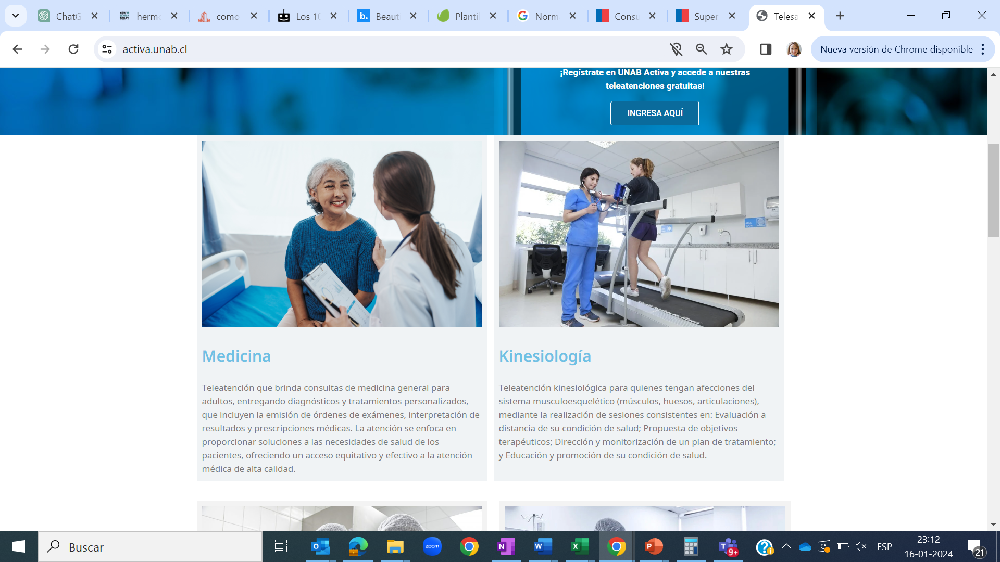 ChatG
hermo
como
Los 10
Beaut
Plantil
Norm
Consu
Super
Telesa
activa.unab.cl
Nueva versión de Chrome disponible
¡Regístrate en UNAB Activa y accede a nuestras
teleatenciones gratuitas!
INGRESA AQUÍ
Medicina
Teleatención que brinda consultas de medicina general para
adultos, entregando diagnósticos y tratamientos personalizados,
que incluyen la emisión de órdenes de exámenes, interpretación de
resultados y prescripciones médicas. La atención se enfoca en
proporcionar soluciones a las necesidades de salud de los
pacientes, ofreciendo un acceso equitativo y efectivo a la atención
médica de alta calidad.
Kinesiología
Teleatención kinesiológica para quienes tengan afecciones del
sistema musculoesquelético (músculos, huesos, articulaciones),
mediante la realización de sesiones consistentes en: Evaluación a
distancia de su condición de salud; Propuesta de objetivos
terapéuticos; Dirección y monitorización de un plan de tratamiento;
y Educación y promoción de su condición de salud.
Buscar
zoom
9+
ESP
23:12
16-01-2024
21